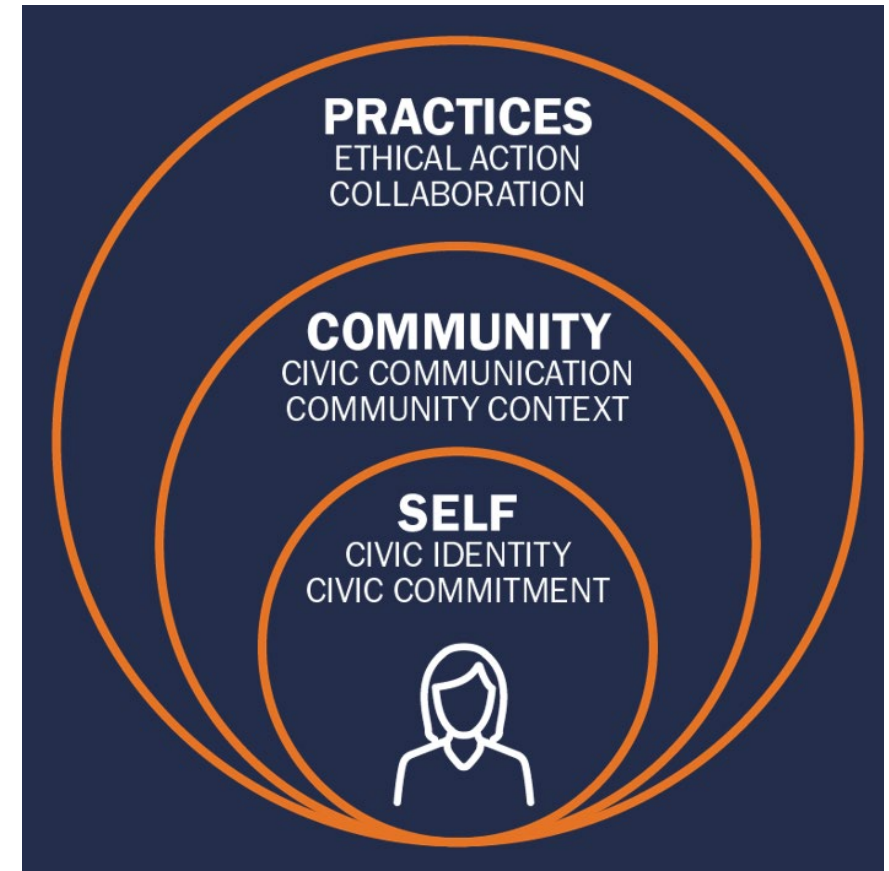 PRACTICES
ETHICAL ACTION
COLLABORATION
COMMUNITY
CIVIC COMMUNICATION
COMMUNITY CONTEXT
SELF
CIVIC IDENTITY
CIVIC COMMITMENT